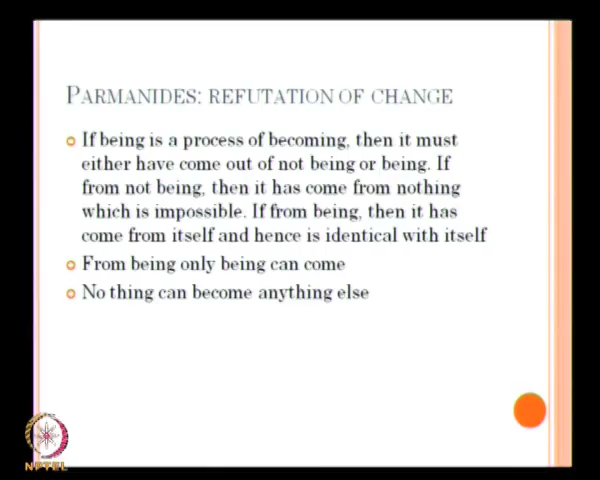 PARMANIDES: REFUTATION OF CHANGE
If being is a process of becoming, then it must
either have come out of not being or being. If
from not being, then it has come from nothing
which is impossible. If from being, then it has
come from itself and hence is identical with itself
From being only being can come
No thing can become anything else
NPTEL